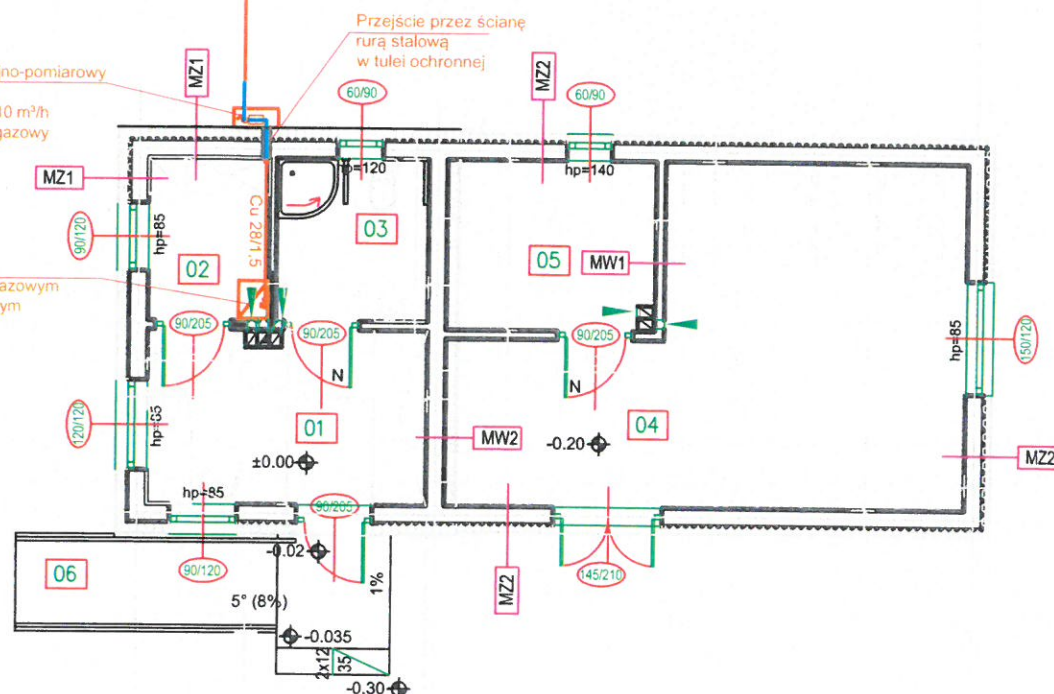 Przejście przez ścianę
rurą stalową
w tulei ochronnej
no-pomiarowy
10 m³/h
gazowy
MZ1
MZ2
60/90
60/90
MZ1
hp=120
hp=140
90/120
hp=85
Cu 28/1,5
02
03
05
MW1
azowym
ym
90/205
90/205
90/205
N
N
hp=85
150/120
120/120
hp=85
01
MW2
04
-0.20
±0.00
MZ2
hp=85
90/205
90/120
-0.02
1%
MZ2
145/210
06
5° (8%)
-0.035
2x12
35
-0.30